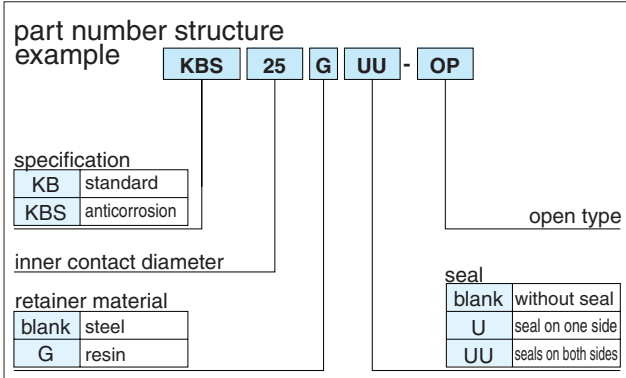 part number structure
example
KBS 25 G UU - OP
specification
KB standard
KBS anticorrosion
open type
inner contact diameter
seal
retainer material
blank without seal
blank steel
U seal on one side
G resin
UU seals on both sides